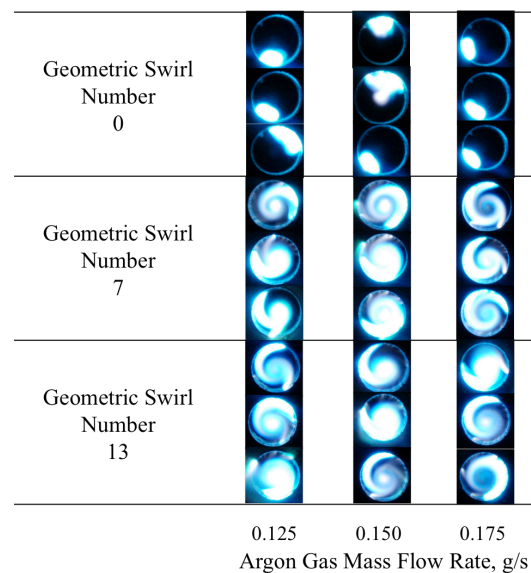 Geometric Swirl
Number
0
Geometric Swirl
Number
7
Geometric Swirl
Number
13
0.125 0.150 0.175
Argon Gas Mass Flow Rate, g/s